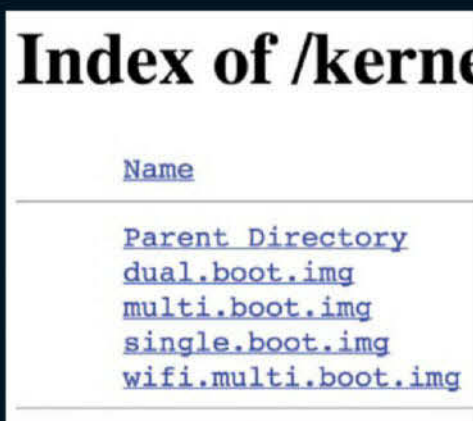 Index of /kerne
Name
Parent Directory
dual.boot.img
multi.boot.img
single.boot.img
wifi.multi.boot.img